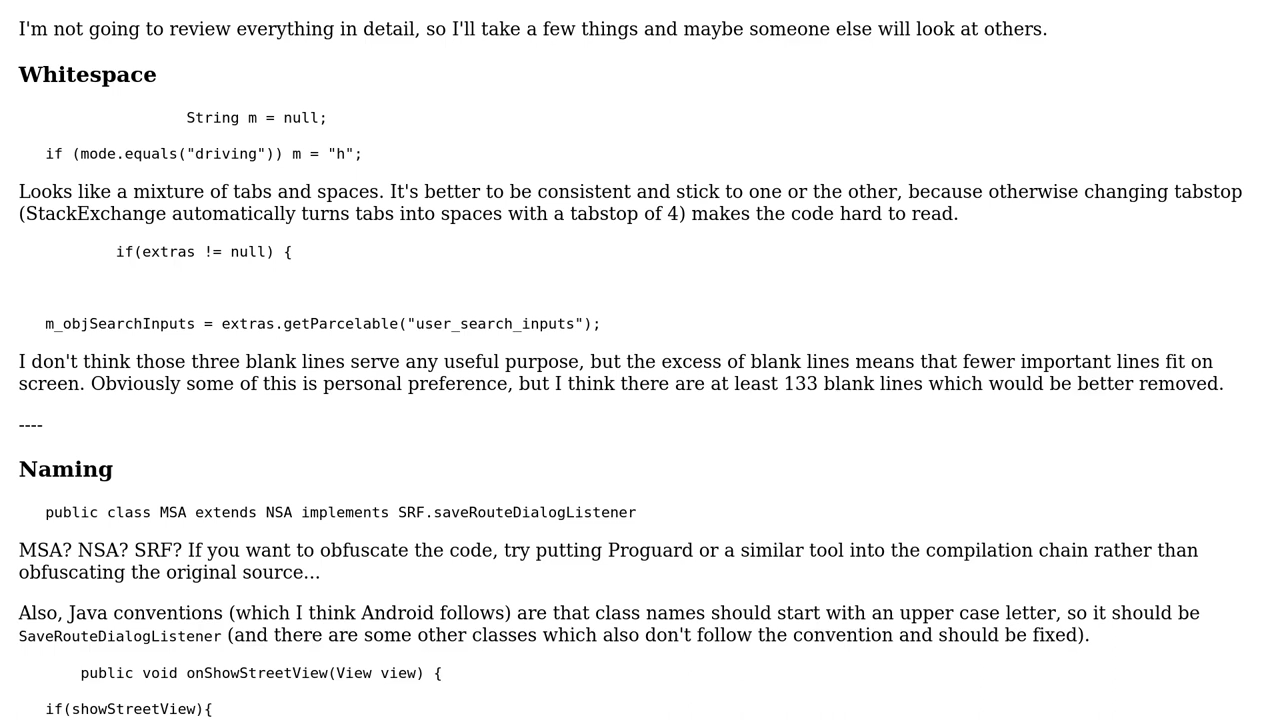 I'm not going to review everything in detail, so I'll take a few things and maybe someone else will look at others.
Whitespace
String m = null;
if (mode.equals("driving")) m = "h";
Looks like a mixture of tabs and spaces. It's better to be consistent and stick to one or the other, because otherwise changing tabstop
(StackExchange automatically turns tabs into spaces with a tabstop of 4) makes the code hard to read.
if(extras != null) {
m_objSearchInputs = extras.getParcelable("user_search_inputs");
I don't think those three blank lines serve any useful purpose, but the excess of blank lines means that fewer important lines fit on
screen. Obviously some of this is personal preference, but I think there are at least 133 blank lines which would be better removed.
----
Naming
public class MSA extends NSA implements SRF.saveRouteDialogListener
MSA? NSA? SRF? If you want to obfuscate the code, try putting Proguard or a similar tool into the compilation chain rather than
obfuscating the original source...
Also, Java conventions (which I think Android follows) are that class names should start with an upper case letter, so it should be
SaveRouteDialogListener (and there are some other classes which also don't follow the convention and should be fixed).
public void onShowStreetView(View view) {
if(showStreetView){